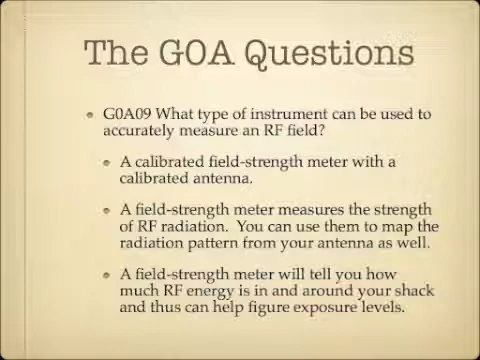 The G0A Questions
G0A09 What type of instrument can be used to
accurately measure an RF field?
A calibrated field-strength meter with a
calibrated antenna.
A field-strength meter measures the strength
of RF radiation.  You can use them to map the
radiation pattern from your antenna as well.
A field-strength meter will tell you how
much RF energy is in and around your shack
and thus can help figure exposure levels.